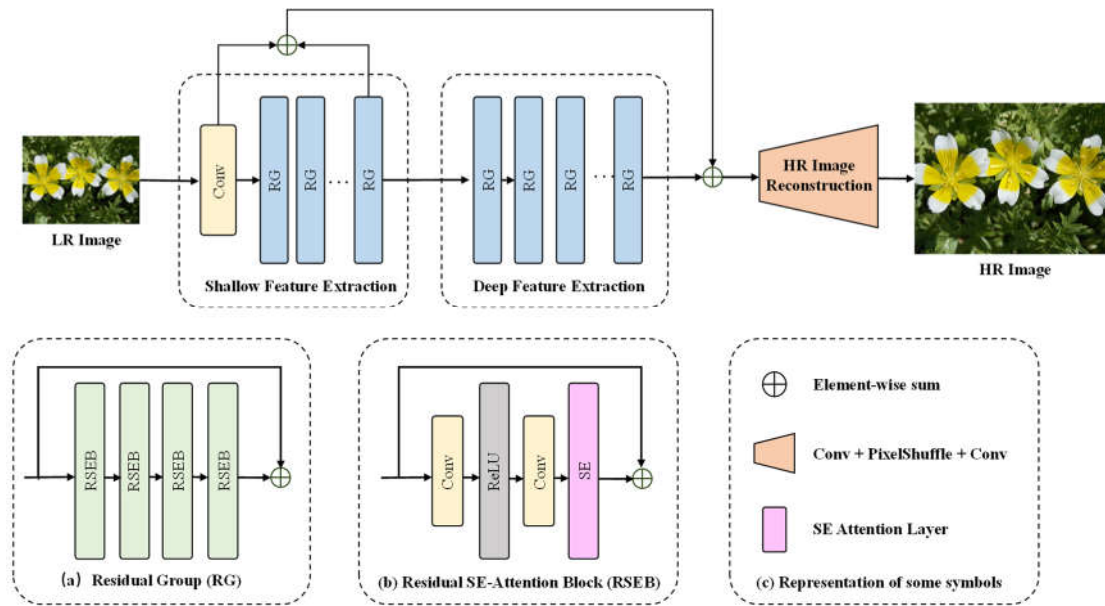 LR Image
Conv
RG
RG
...
RG
Shallow Feature Extraction
RG
RG
RG
...
RG
Deep Feature Extraction
HR Image
Reconstruction
HR Image
RSEB
RSEB
RSEB
RSEB
(a) Residual Group (RG)
Conv
ReLU
Conv
SE
(b) Residual SE-Attention Block (RSEB)
Element-wise sum
Conv + PixelShuffle + Conv
SE Attention Layer
(c) Representation of some symbols